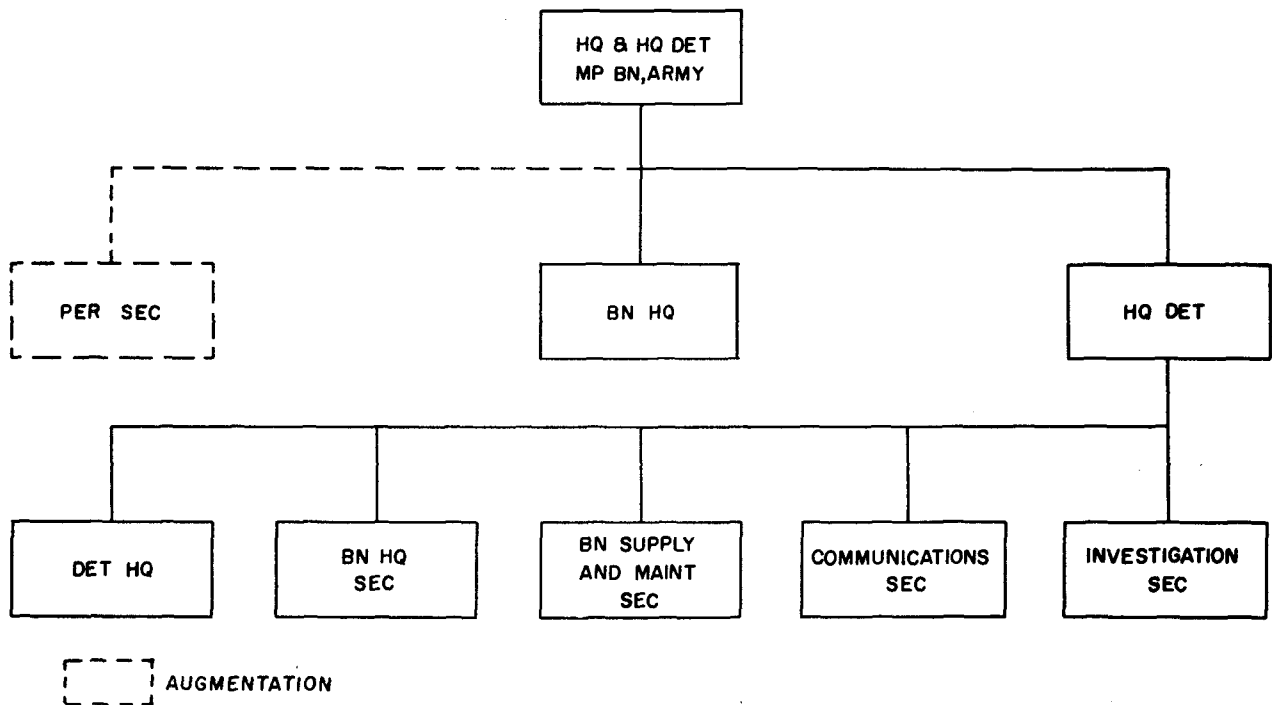 HQ & HQ DET
MP BN, ARMY
PER SEC
BN HQ
HQ DET
DET HQ
BN HQ
SEC
BN SUPPLY
AND MAINT
SEC
COMMUNICATIONS
SEC
INVESTIGATION
SEC
AUGMENTATION